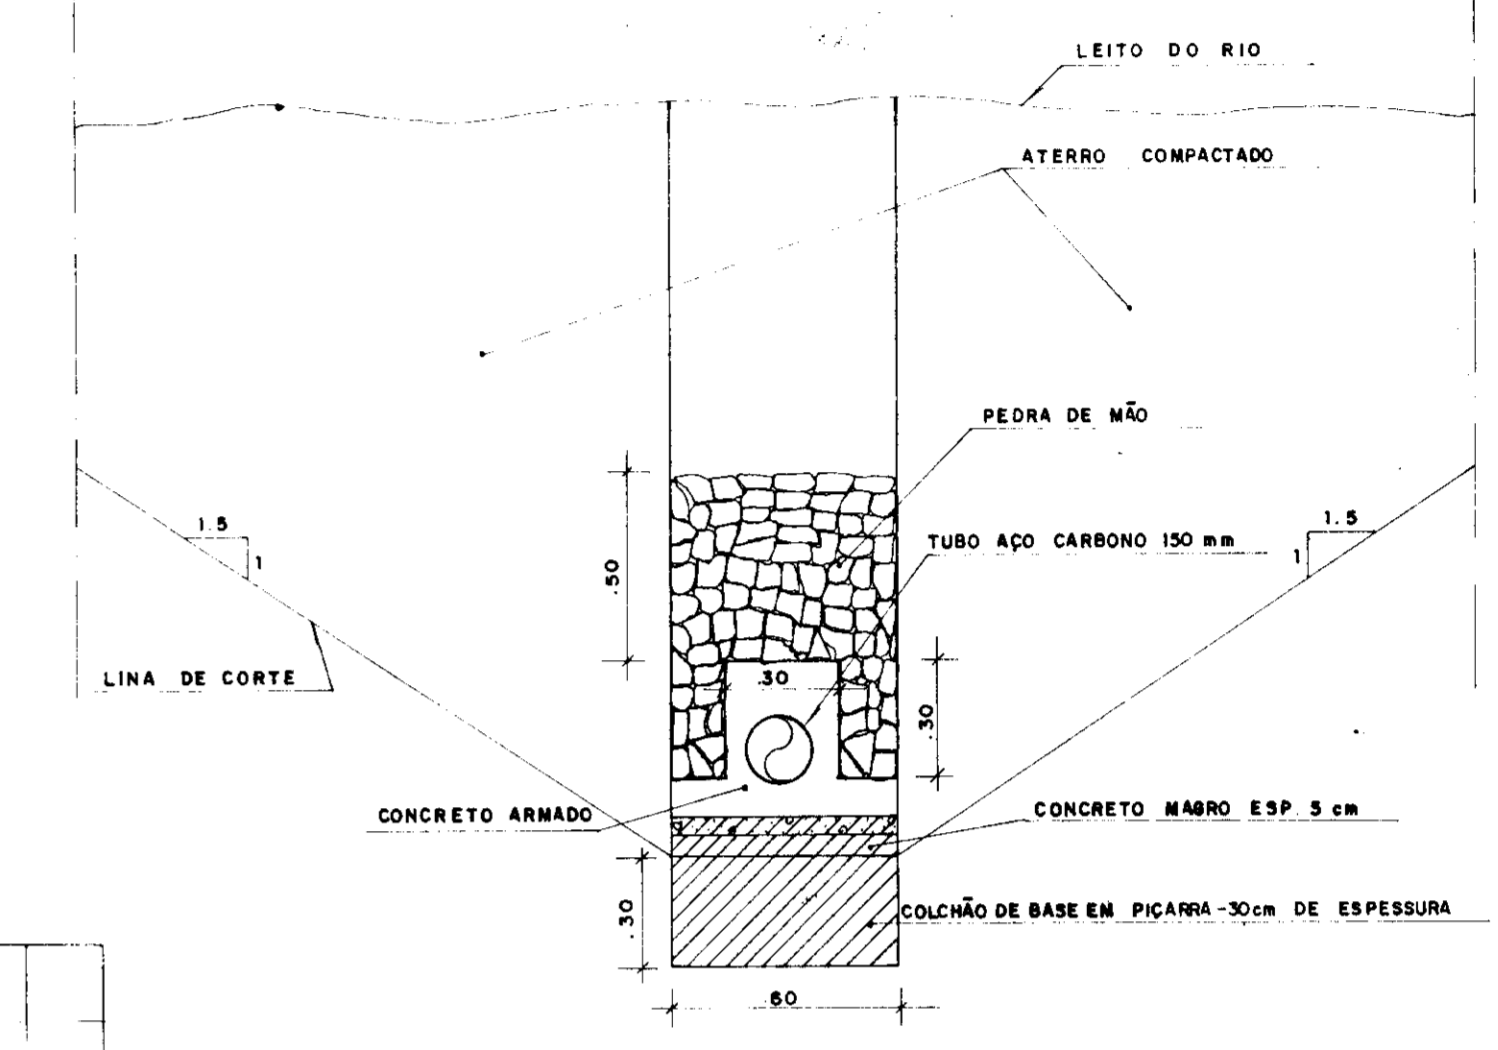 LEITO DO RIO
ATERRO COMPACTADO
PEDRA DE MÃO
1.5
1
1.5
1
TUBO AÇO CARBONO 150 mm
.50
LINA DE CORTE
.30
.30
CONCRETO ARMADO
CONCRETO MAGRO ESP. 5 cm
.30
COLCHÃO DE BASE EM PIÇARRA-30cm DE ESPESSURA
.60